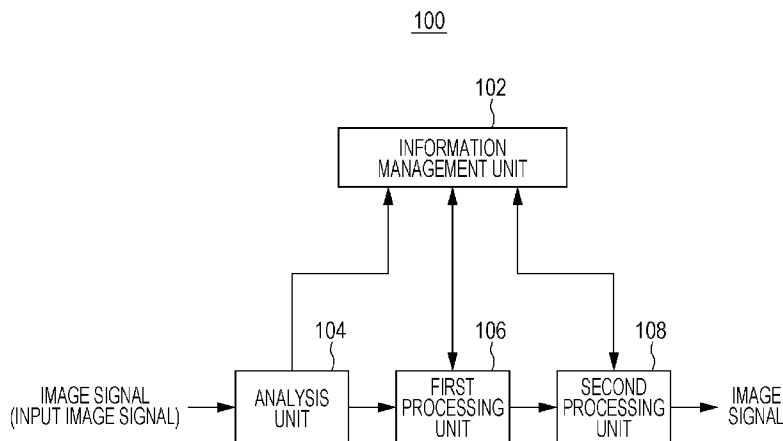 100
102
INFORMATION
MANAGEMENT UNIT
104
106
108
IMAGE SIGNAL
(INPUT IMAGE SIGNAL)
ANALYSIS
UNIT
FIRST
PROCESSING
UNIT
SECOND
PROCESSING
UNIT
IMAGE
SIGNAL